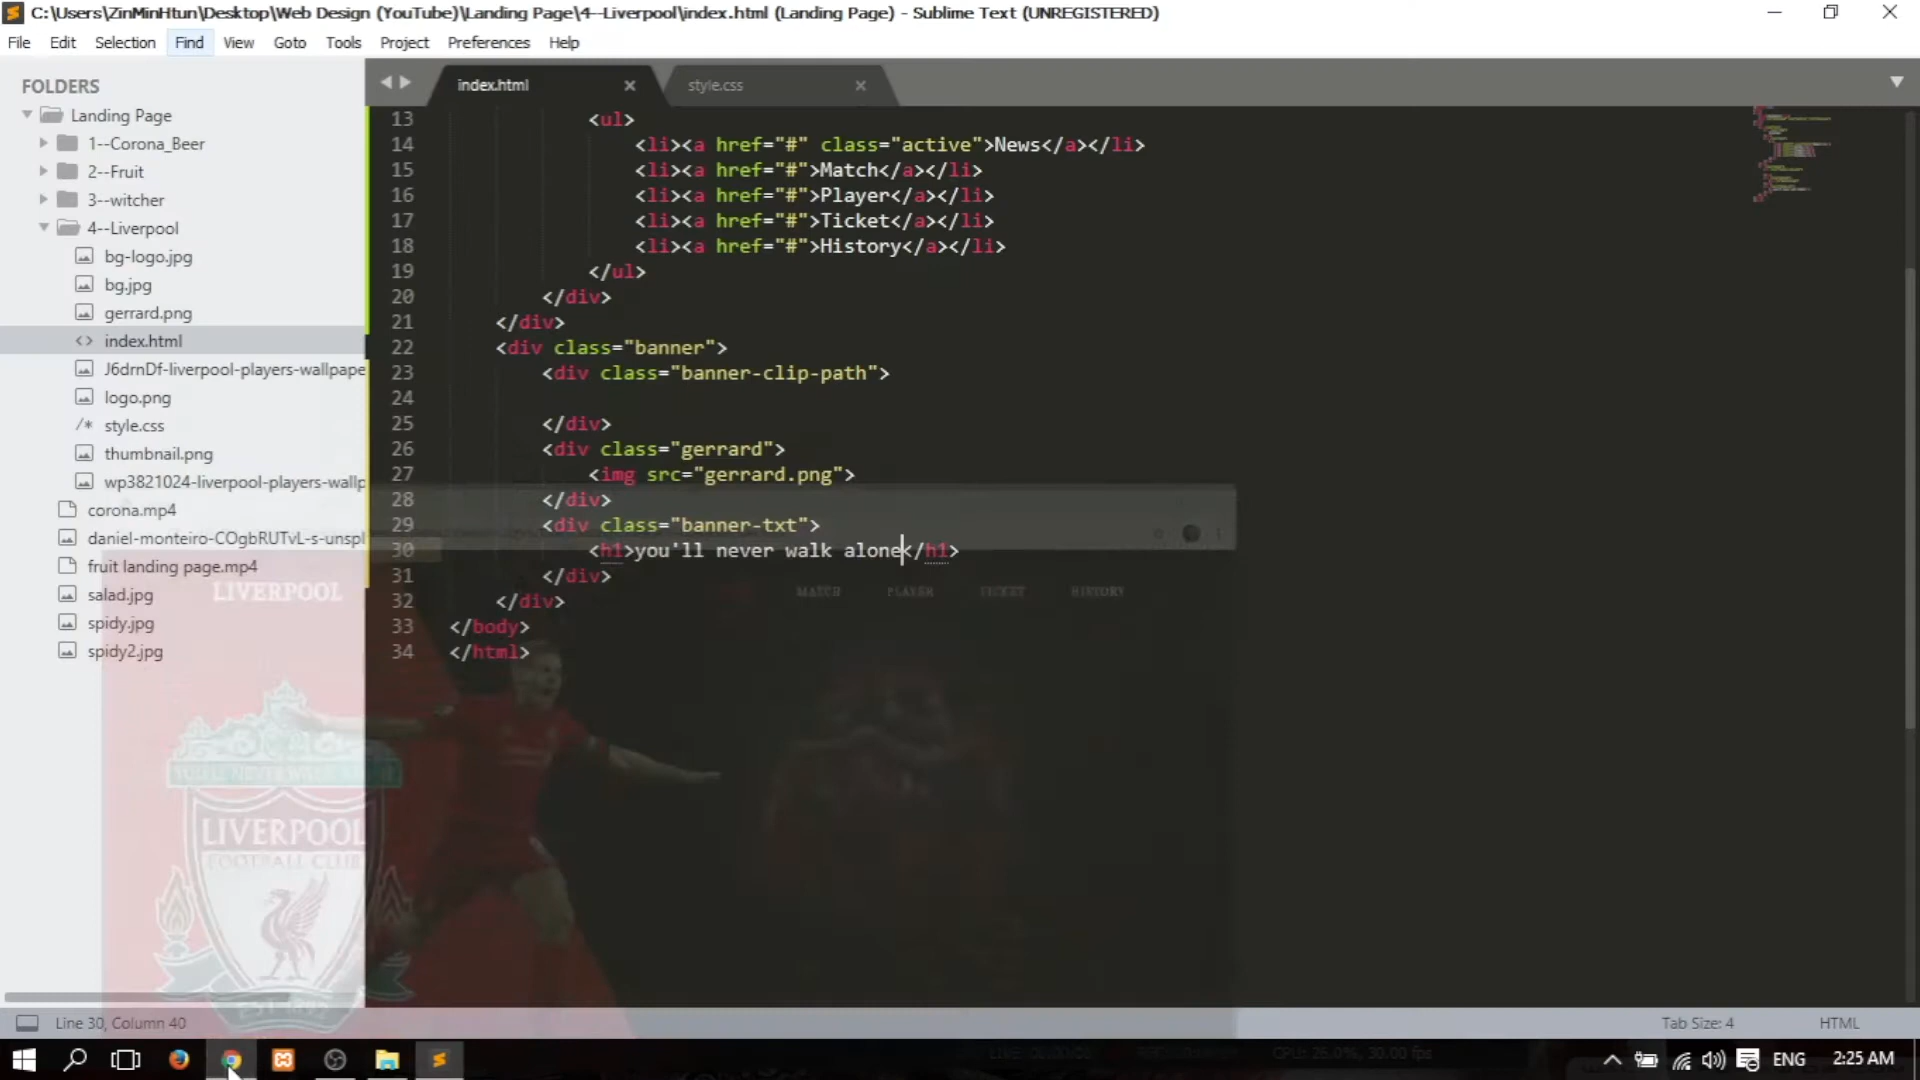 C:\Users\ZinMinHtun\Desktop\Web Design (YouTube)\Landing Page\4--Liverpool\index.html (Landing Page) - Sublime Text (UNREGISTERED)
File Edit Selection Find View Goto Tools Project Preferences Help
FOLDERS
Landing Page
1--Corona_Beer
2--Fruit
3--witcher
4--Liverpool
bg-logo.jpg
bg.jpg
gerrard.png
<> index.html
J6drnDf-liverpool-players-wallpape
logo.png
/* style.css
thumbnail.png
wp3821024-liverpool-players-wallp
corona.mp4
daniel-monteiro-COgbRUTvL-s-unspl
fruit landing page.mp4
salad.jpg
spidy.jpg
spidy2.jpg
index.html
style.css
13 <ul>
14 <li><a href="#" class="active">News</a></li>
15 <li><a href="#">Match</a></li>
16 <li><a href="#">Player</a></li>
17 <li><a href="#">Ticket</a></li>
18 <li><a href="#">History</a></li>
19 </ul>
20 </div>
21 </div>
22 <div class="banner">
23 <div class="banner-clip-path">
24
25 </div>
26 <div class="gerrard">
27 <img src="gerrard.png">
28 </div>
29 <div class="banner-txt">
30 <h1>you'll never walk alone</h1>
31 </div>
32 </div>
33 </body>
34 </html>
LIVERPOOL
MATCH PLAYER TICKET HISTORY
LIVERPOOL
FOOTBALL CLUB
Line 30, Column 40
Tab Size: 4
HTML
ENG
2:25 AM